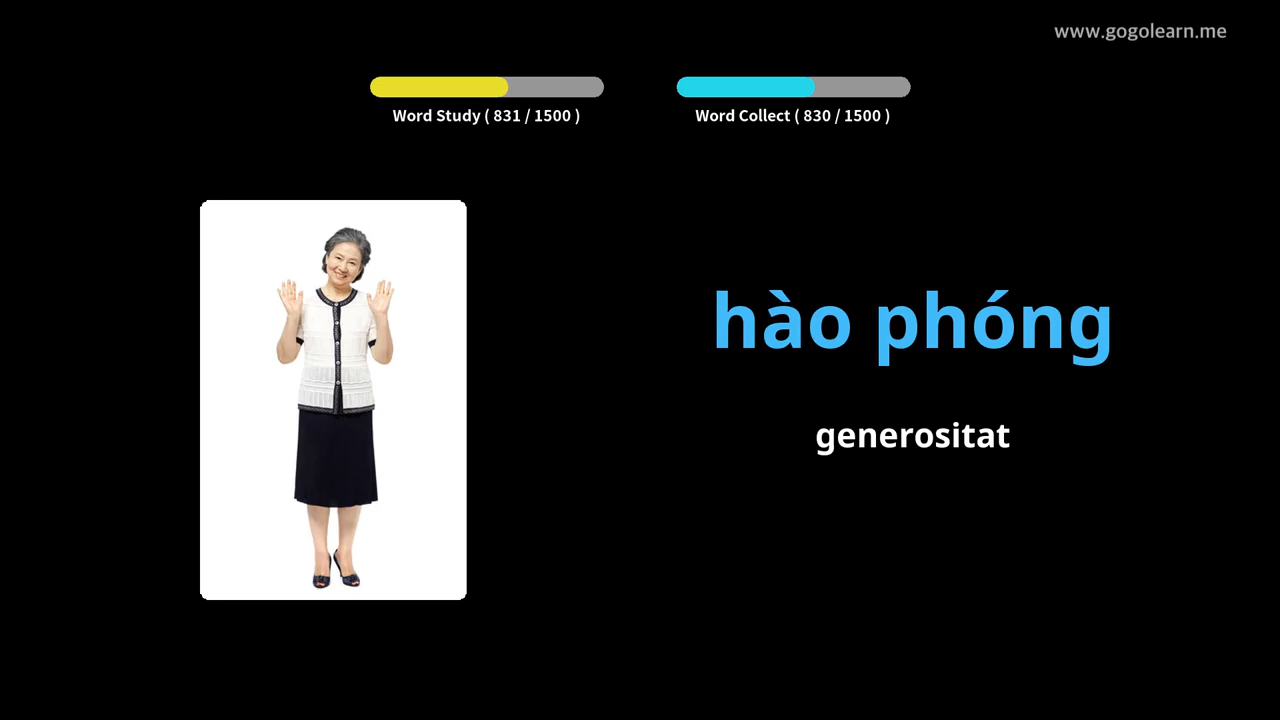 www.gogolearn.me
Word Study ( 831 / 1500 )
Word Collect ( 830 / 1500 )
hào phóng
generositat